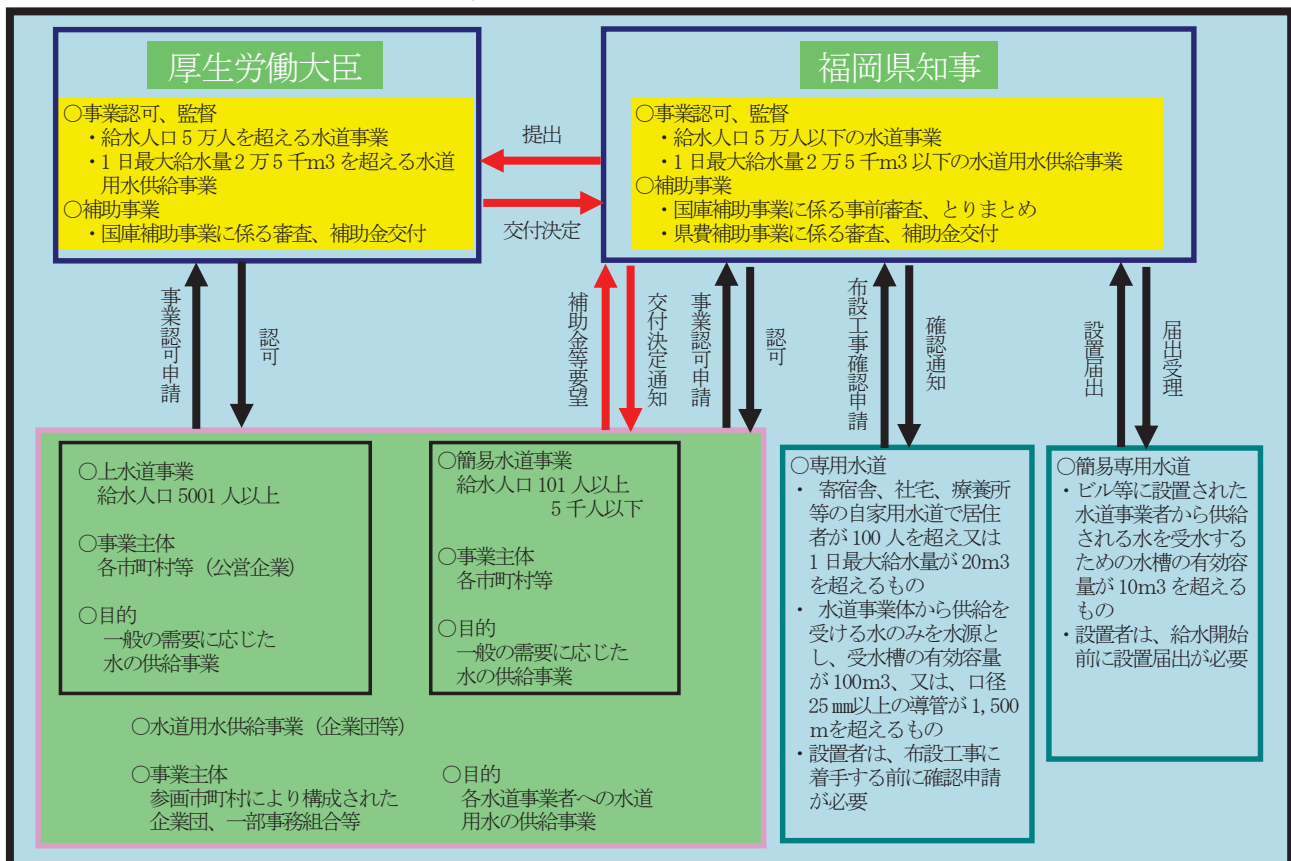 厚生労働大臣
○事業認可、監督
・給水人口5万人を超える水道事業
・1日最大給水量2万5千m3を超える水道
用水供給事業
○補助事業
・国庫補助事業に係る審査、補助金交付
提出
交付決定
福岡県知事
○事業認可、監督
・給水人口5万人以下の水道事業
・1日最大給水量2万5千m3以下の水道用水供給事業
○補助事業
・国庫補助事業に係る事前審査、とりまとめ
・県費補助事業に係る審査、補助金交付
事業認可申請
認可
補助金等要望
交付決定通知
事業認可申請
認可
布設工事確認申請
確認通知
設置届出
届出受理
○上水道事業
給水人口5001人以上
○事業主体
各市町村等（公営企業）
○目的
一般の需要に応じた
水の供給事業
○簡易水道事業
給水人口101人以上
5千人以下
○事業主体
各市町村等
○目的
一般の需要に応じた
水の供給事業
○水道用水供給事業（企業団等）
○事業主体
参画市町村により構成された
企業団、一部事務組合等
○目的
各水道事業者への水道
用水の供給事業
○専用水道
・ 寄宿舎、社宅、療養所
等の自家用水道で居住
者が100人を超え又は
1日最大給水量が20m3
を超えるもの
・ 水道事業体から供給を
受ける水のみを水源と
し、受水槽の有効容量
が100m3、又は、口径
25㎜以上の導管が1,500
mを超えるもの
・設置者は、布設工事に
着手する前に確認申請
が必要
○簡易専用水道
・ビル等に設置された
水道事業者から供給
される水を受水する
ための水槽の有効容
量が10m3を超える
もの
・設置者は、給水開始
前に設置届出が必要